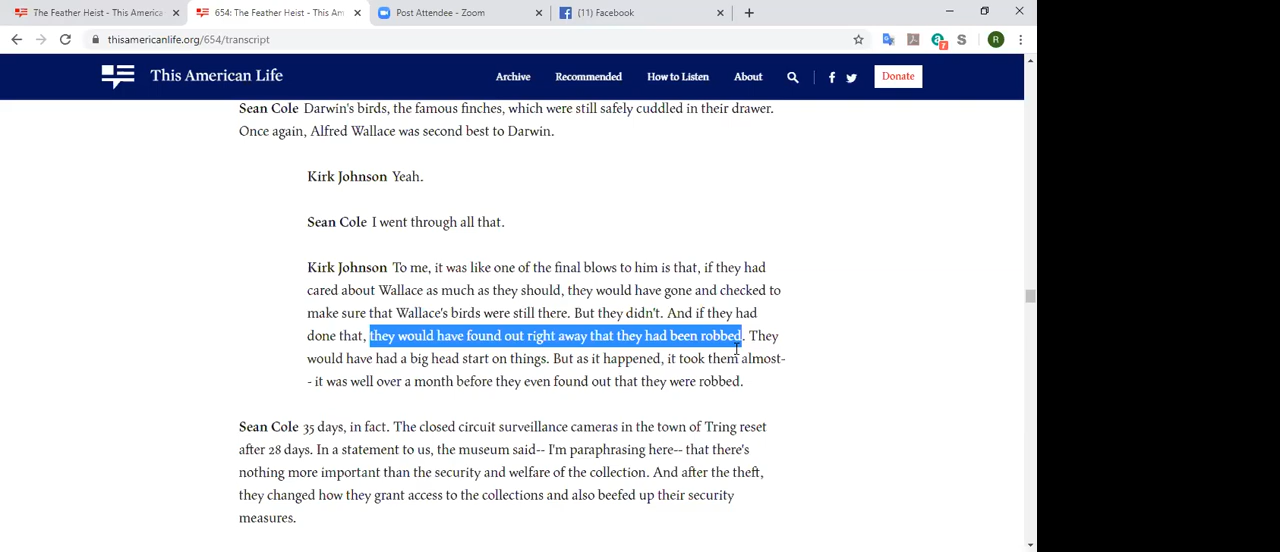 The Feather Heist - This America
654: The Feather Heist - This Am
Post Attendee - Zoom
(11) Facebook
thisamericanlife.org/654/transcript
7
S
R
This American Life
Archive
Recommended
How to Listen
About
Donate
Sean Cole Darwin's birds, the famous finches, which were still safely cuddled in their drawer.
Once again, Alfred Wallace was second best to Darwin.
Kirk Johnson Yeah.
Sean Cole I went through all that.
Kirk Johnson To me, it was like one of the final blows to him is that, if they had
cared about Wallace as much as they should, they would have gone and checked to
make sure that Wallace's birds were still there. But they didn't. And if they had
done that, they would have found out right away that they had been robbed. They
would have had a big head start on things. But as it happened, it took them almost-
- it was well over a month before they even found out that they were robbed.
Sean Cole 35 days, in fact. The closed circuit surveillance cameras in the town of Tring reset
after 28 days. In a statement to us, the museum said-- I'm paraphrasing here-- that there's
nothing more important than the security and welfare of the collection. And after the theft,
they changed how they grant access to the collections and also beefed up their security
measures.